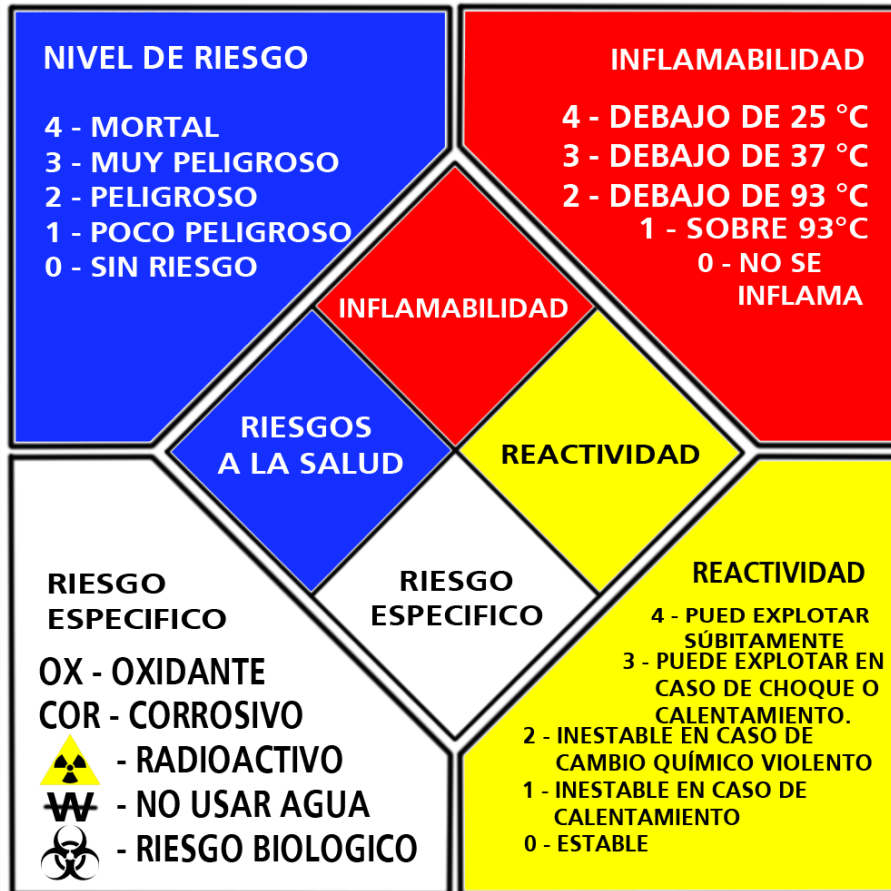 NIVEL DE RIESGO
4 - MORTAL
3 - MUY PELIGROSO
2 - PELIGROSO
1 - POCO PELIGROSO
0 - SIN RIESGO
INFLAMABILIDAD
4 - DEBAJO DE 25 °C
3 - DEBAJO DE 37 °C
2 - DEBAJO DE 93 °C
1 - SOBRE 93°C
0 - NO SE
INFLAMA
INFLAMABILIDAD
RIESGOS
A LA SALUD
REACTIVIDAD
RIESGO
ESPECIFICO
RIESGO
ESPECIFICO
OX - OXIDANTE
COR - CORROSIVO
- RADIOACTIVO
W - NO USAR AGUA
- RIESGO BIOLOGICO
REACTIVIDAD
4 - PUED EXPLOTAR
SÚBITAMENTE
3 - PUEDE EXPLOTAR EN
CASO DE CHOQUE O
CALENTAMIENTO.
2 - INESTABLE EN CASO DE
CAMBIO QUÍMICO VIOLENTO
1 - INESTABLE EN CASO DE
CALENTAMIENTO
0 - ESTABLE